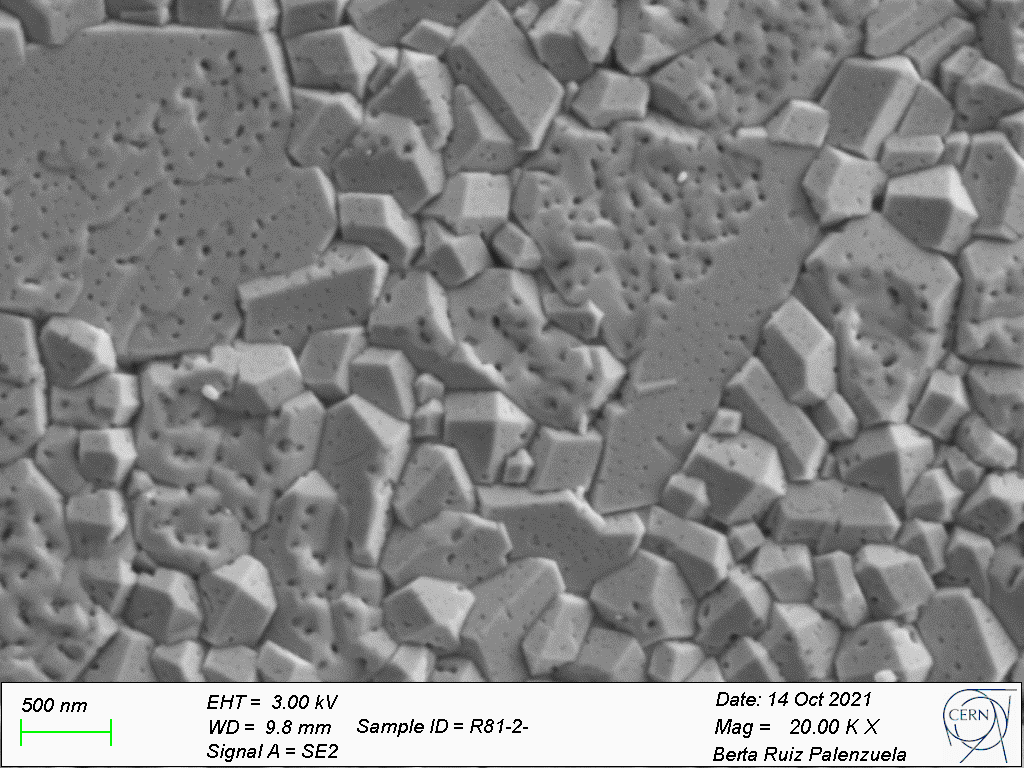 500 nm
EHT = 3.00 kV
WD = 9.8 mm Sample ID = R81-2-
Signal A = SE2
Date: 14 Oct 2021
Mag = 20.00 K X
Berta Ruiz Palenzuela
CERN